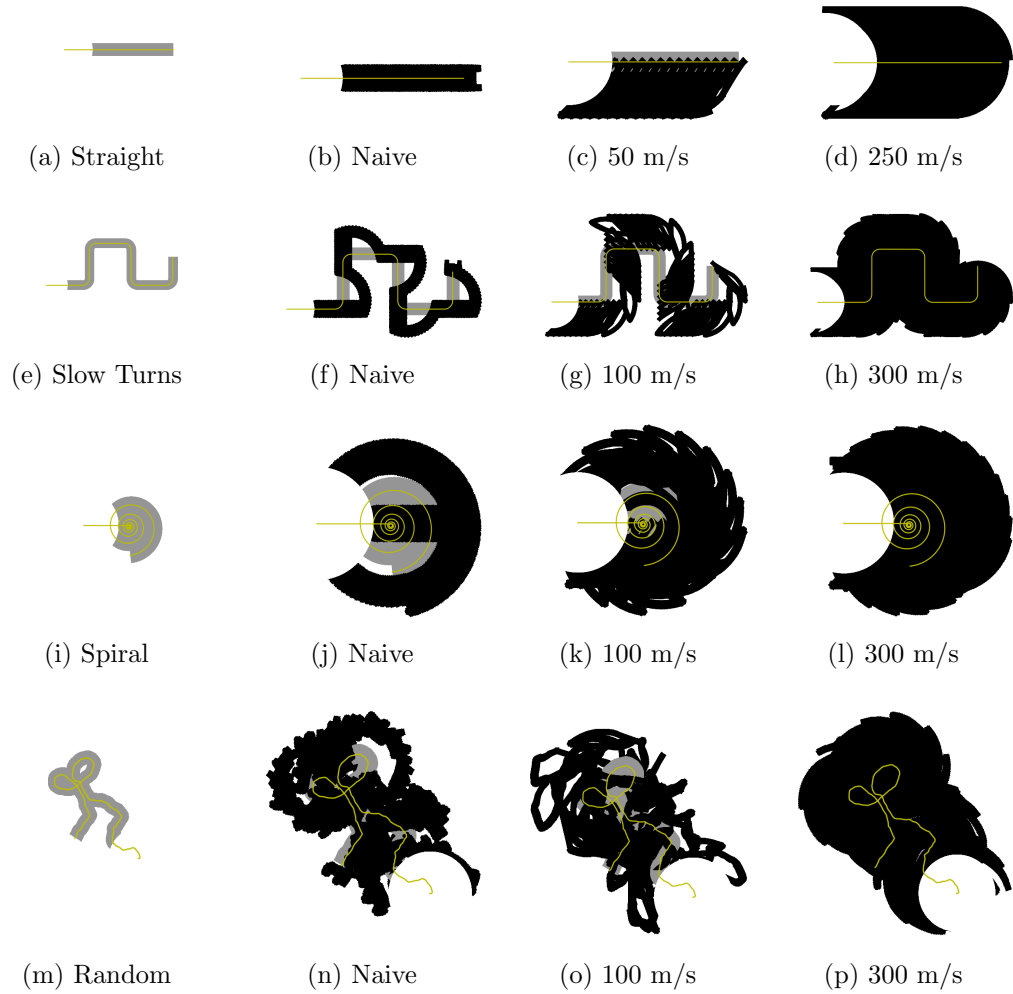 (a) Straight
(b) Naive
(c) 50 m/s
(d) 250 m/s
(e) Slow Turns
(f) Naive
(g) 100 m/s
(h) 300 m/s
(i) Spiral
(j) Naive
(k) 100 m/s
(l) 300 m/s
(m) Random
(n) Naive
(o) 100 m/s
(p) 300 m/s